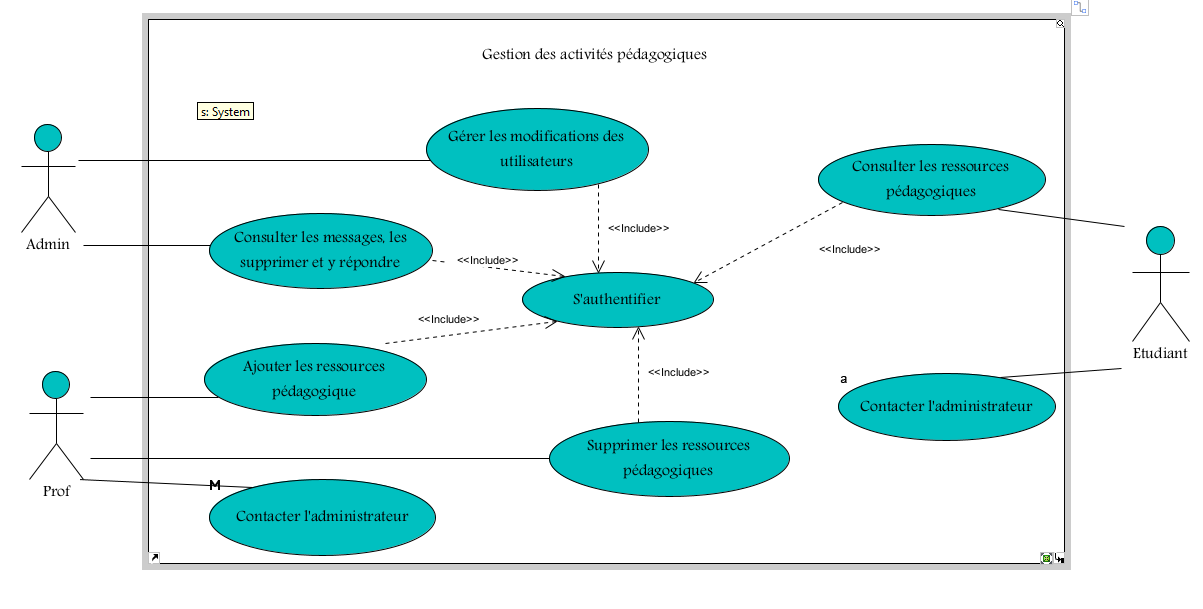 Gestion des activités pédagogiques
s: System
Gérer les modifications des
utilisateurs
Consulter les ressources
pédagogiques
<<Include>>
Admin
Consulter les messages, les
supprimer et y répondre
<<Include>>
<<Include>>
S'authentifier
<<Include>>
Etudiant
Ajouter les ressources
pédagogique
<<Include>>
a
Contacter l'administrateur
Supprimer les ressources
pédagogiques
Prof
M
Contacter l'administrateur